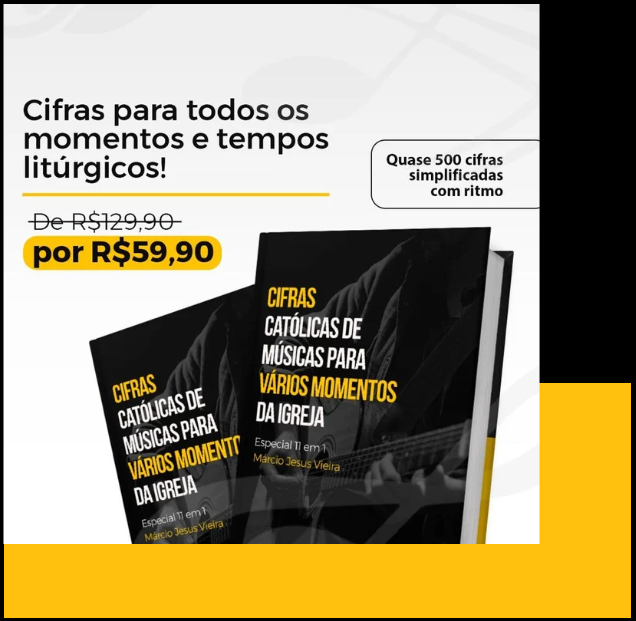 Cifras para todos os
momentos e tempos
litúrgicos!
Quase 500 cifras
simplificadas
com ritmo
De R$129,90
por R$59,90
CIFRAS
CATÓLICAS DE
MÚSICAS PARA
VÁRIOS MOMENTOS
DA IGREJA
Especial 11 em 1
Márcio Jesus Vieira
CIFRAS
CATÓLICAS DE
MÚSICAS PARA
VÁRIOS MOMENTO
DA IGREJA
Especial 11 em 1
Márcio Jesus Vieira